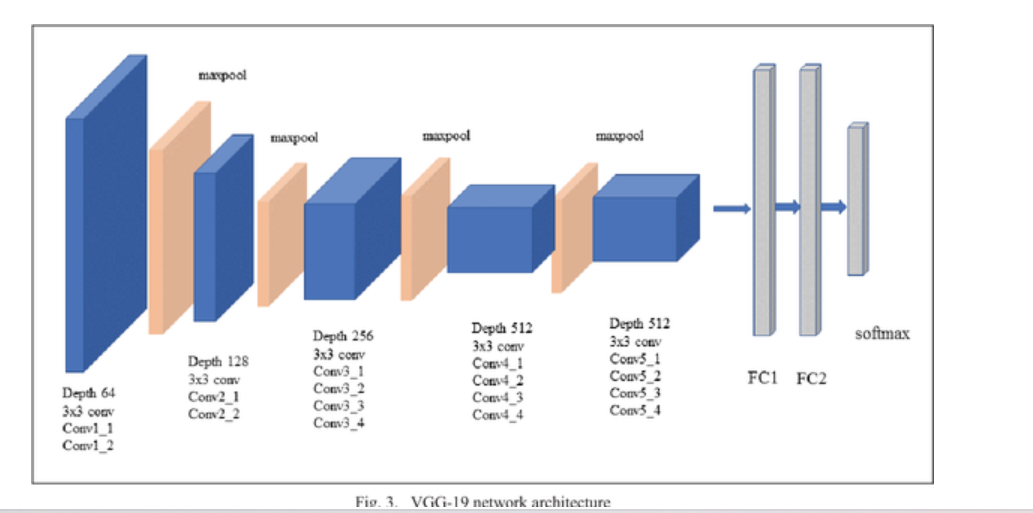 maxpool
maxpool
maxpool
maxpool
Depth 64
3x3 conv
Conv1_1
Conv1_2
Depth 128
3x3 conv
Conv2_1
Conv2_2
Depth 256
3x3 conv
Conv3_1
Conv3_2
Conv3_3
Conv3_4
Depth 512
3x3 conv
Conv4_1
Conv4_2
Conv4_3
Conv4_4
Depth 512
3x3 conv
Conv5_1
Conv5_2
Conv5_3
Conv5_4
FC1
FC2
softmax
Fig. 3. VGG-19 network architecture